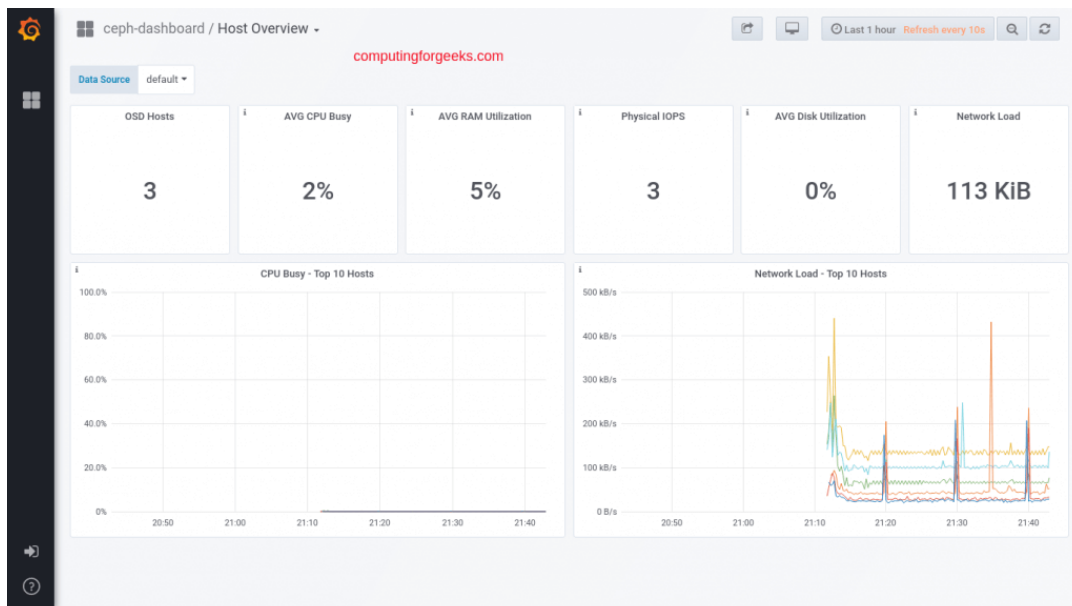 ceph-dashboard / Host Overview
Last 1 hour Refresh every 10s
computingforgeeks.com
Data Source default
OSD Hosts
AVG CPU Busy
AVG RAM Utilization
Physical IOPS
AVG Disk Utilization
Network Load
3
2%
5%
3
0%
113 KiB
CPU Busy - Top 10 Hosts
100.0%
80.0%
60.0%
40.0%
20.0%
0%
20:50 21:00 21:10 21:20 21:30 21:40
Network Load - Top 10 Hosts
500 kB/s
400 kB/s
300 kB/s
200 kB/s
100 kB/s
0 B/s
20:50 21:00 21:10 21:20 21:30 21:40